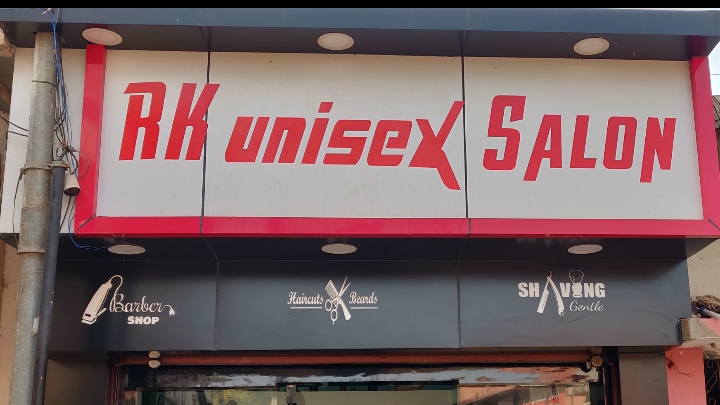 RK unisex SALON
Barber SHOP
Haircuts Beards
SHAVING Gentle